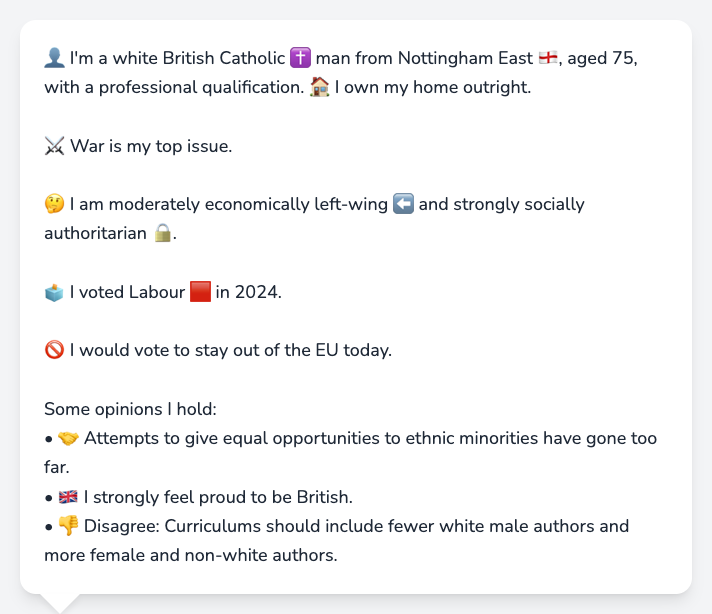 👤 I'm a white British Catholic ✝️ man from Nottingham East 🏴󠁧󠁢󠁥󠁮󠁧󠁿, aged 75,
with a professional qualification. 🏠 I own my home outright.
⚔️ War is my top issue.
🤔 I am moderately economically left-wing ⬅️ and strongly socially
authoritarian 🔒.
🗳️ I voted Labour 🟥 in 2024.
🚫 I would vote to stay out of the EU today.
Some opinions I hold:
• 🤝 Attempts to give equal opportunities to ethnic minorities have gone too
far.
• 🇬🇧 I strongly feel proud to be British.
• 👎 Disagree: Curriculums should include fewer white male authors and
more female and non-white authors.